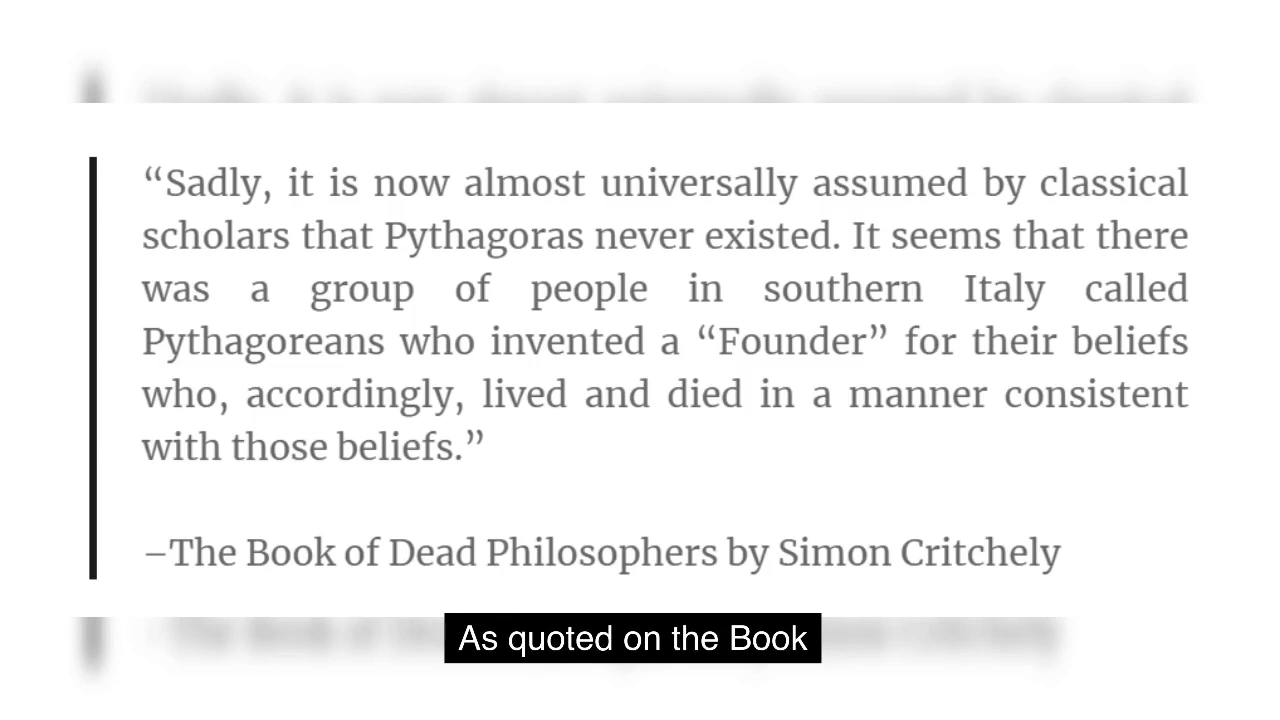 “Sadly, it is now almost universally assumed by classical
scholars that Pythagoras never existed. It seems that there
was a group of people in southern Italy called
Pythagoreans who invented a “Founder” for their beliefs
who, accordingly, lived and died in a manner consistent
with those beliefs.”
–The Book of Dead Philosophers by Simon Critchely
As quoted on the Book